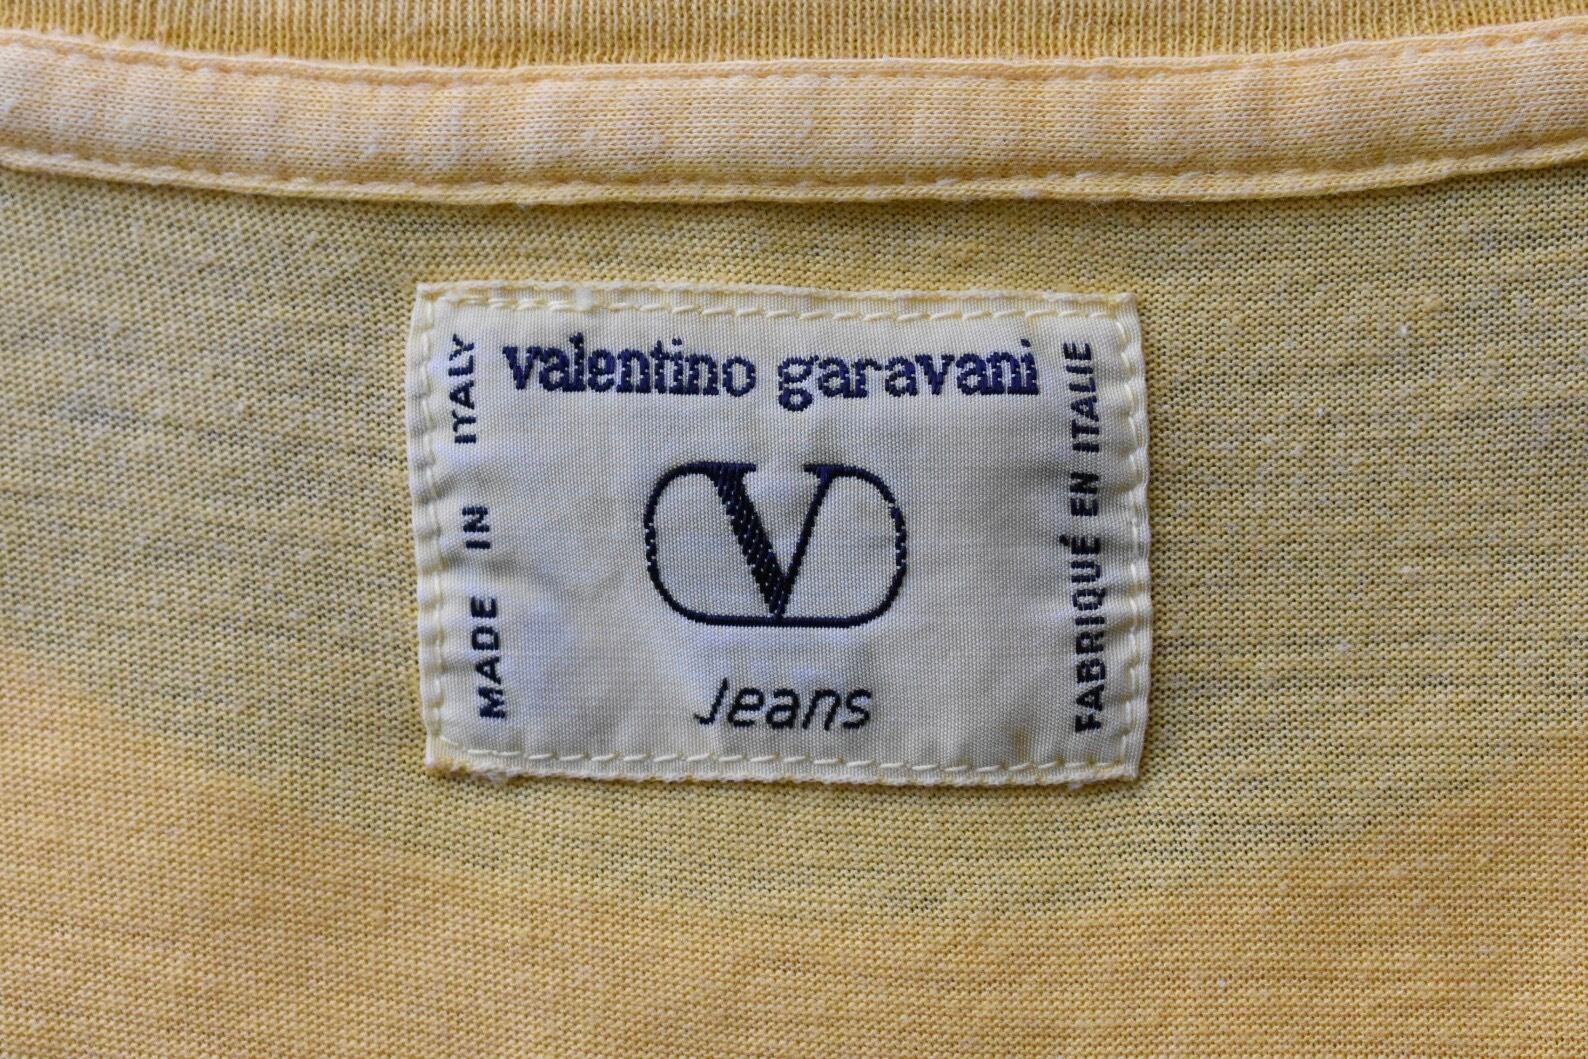 valentino garavani
V
Jeans
MADE IN ITALY
FABRIQUÉ EN ITALIE